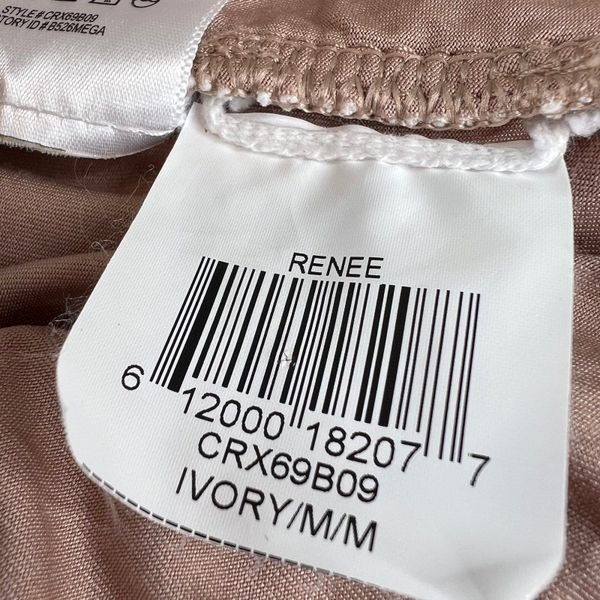 STYLE# CRX69B09
TORY ID # B526MEGA
RENEE
6 12000 18207 7
CRX69B09
IVORY/M/M